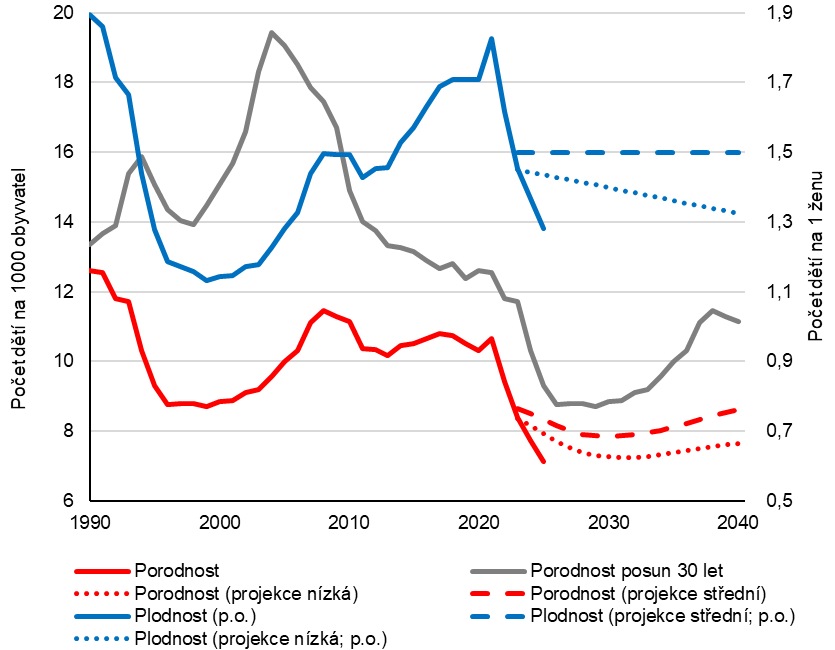 20
18
16
14
12
10
8
6
Počet dětí na 1000 obyvatel
1,9
1,7
1,5
1,3
1,1
0,9
0,7
0,5
Počet dětí na 1 ženu
1990 2000 2010 2020 2030 2040
Porodnost
Porodnost posun 30 let
Porodnost (projekce nízká)
Porodnost (projekce střední)
Plodnost (p.o.)
Plodnost (projekce střední; p.o.)
Plodnost (projekce nízká; p.o.)